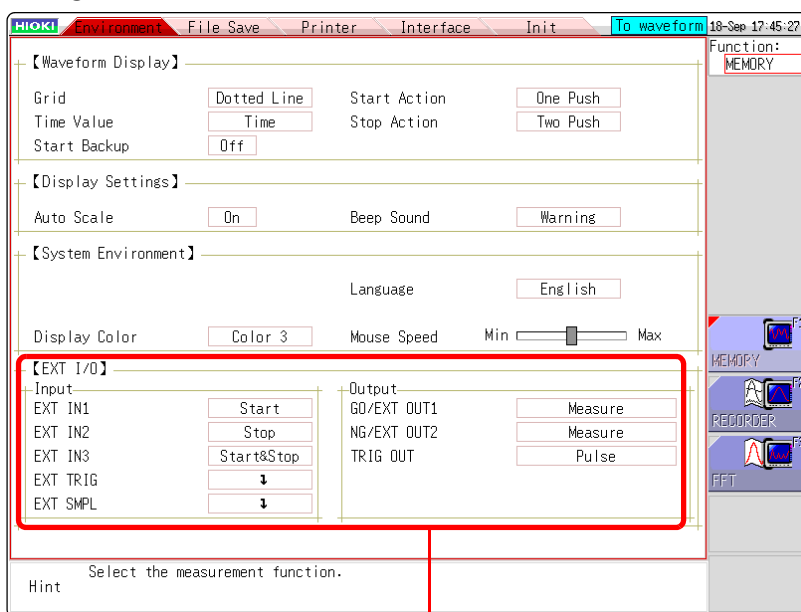 HIOKI Environment File Save Printer Interface Init To waveform 18-Sep 17:45:27
Function:
MEMORY
【Waveform Display】
Grid Dotted Line Start Action One Push
Time Value Time Stop Action Two Push
Start Backup Off
【Display Settings】
Auto Scale On Beep Sound Warning
【System Environment】
Language English
Display Color Color 3 Mouse Speed Min Max
【EXT I/O】
Input Output
EXT IN1 Start GO/EXT OUT1 Measure
EXT IN2 Stop NG/EXT OUT2 Measure
EXT IN3 Start&Stop TRIG OUT Pulse
EXT TRIG ↴
EXT SMPL ↴
MEMORY
RECORDER
FFT
Select the measurement function.
Hint